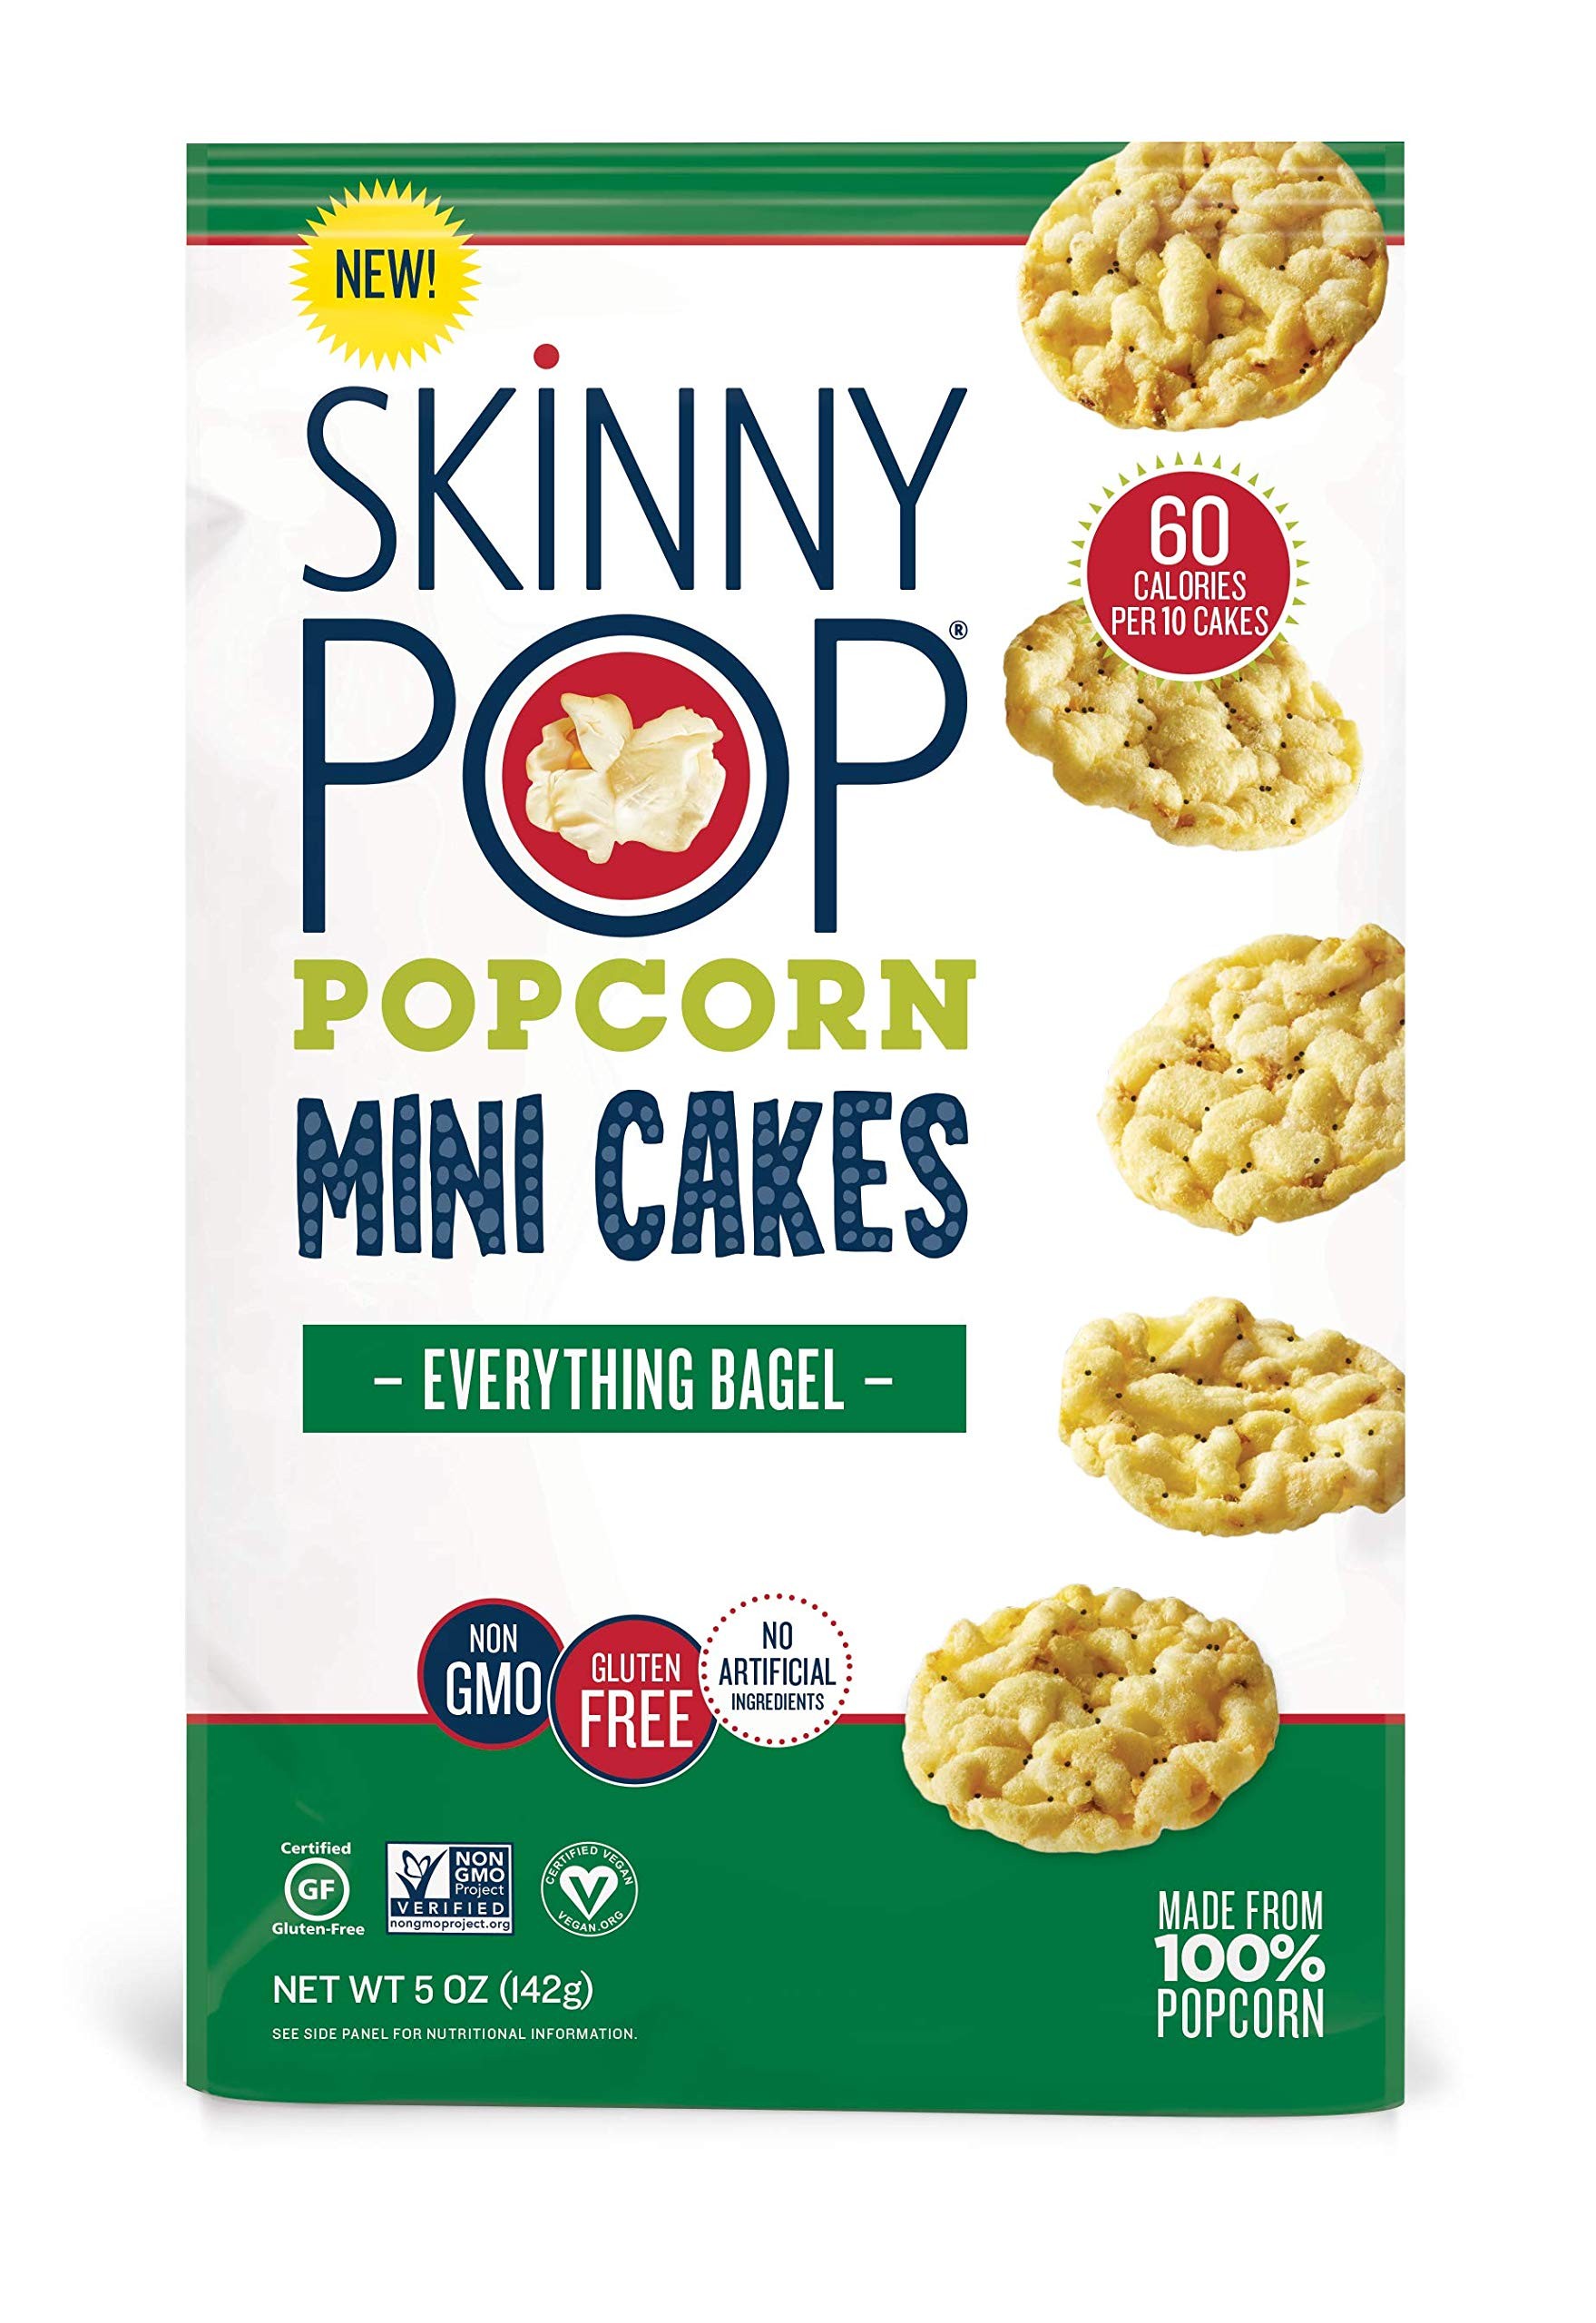 NEW!
SKiNNY
POP®
POPCORN
MINI CAKES
– EVERYTHING BAGEL –
60
CALORIES
PER 10 CAKES
NON
GMO
GLUTEN
FREE
NO
ARTIFICIAL
INGREDIENTS
Certified
GF
Gluten-Free
NON
GMO
Project
VERIFIED
nongmoproject.org
CERTIFIED VEGAN
V
VEGAN.ORG
NET WT 5 OZ (142g)
SEE SIDE PANEL FOR NUTRITIONAL INFORMATION.
MADE FROM
100%
POPCORN